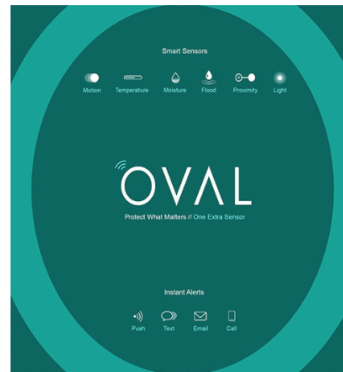 Smart Sensors
Motion Temperature Moisture Flood Proximity Light
OVAL
Protect What Matters // One Extra Sensor
Instant Alerts
Push Text Email Call